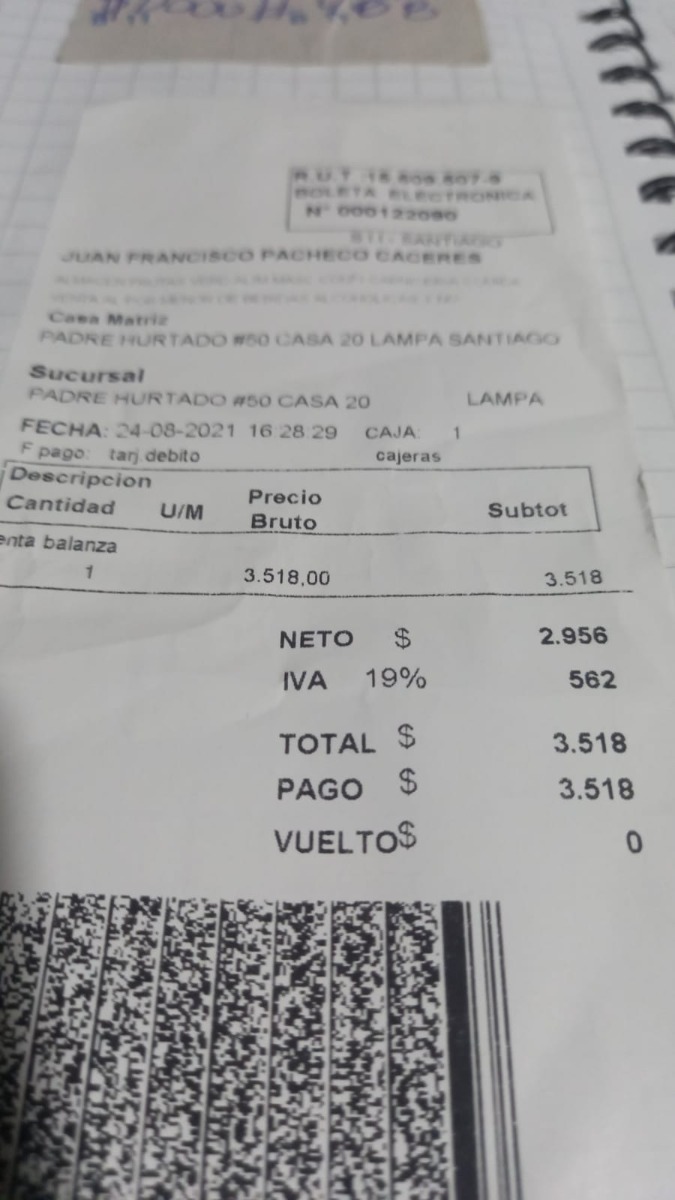 BOLETA ELECTRONICA
N° 000122090
SII - SANTIAGO
JUAN FRANCISCO PACHECO CACERES
Casa Matriz
PADRE HURTADO #50 CASA 20 LAMPA SANTIAGO
Sucursal
PADRE HURTADO #50 CASA 20 LAMPA
FECHA: 24-08-2021 16:28:29 CAJA: 1
F pago: tarj debito cajeras
Descripcion
Cantidad U/M Precio Bruto Subtot
enta balanza
1 3.518,00 3.518
NETO $ 2.956
IVA 19% 562
TOTAL $ 3.518
PAGO $ 3.518
VUELTO$ 0